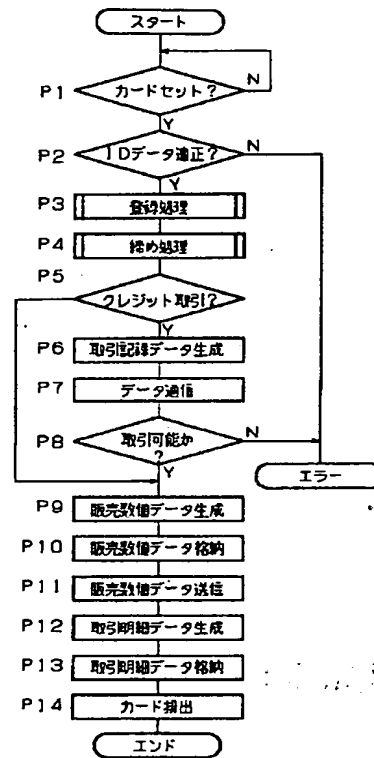 スタート
P1 カードセット? N
Y
P2 IDデータ適正? N
Y
P3 登録処理
P4 締め処理
P5 クレジット取引?
Y
P6 取引記録データ生成
P7 データ通信
P8 取引可能か? N
Y
エラー
P9 販売数値データ生成
P10 販売数値データ格納
P11 販売数値データ送信
P12 取引明細データ生成
P13 取引明細データ格納
P14 カード排出
エンド